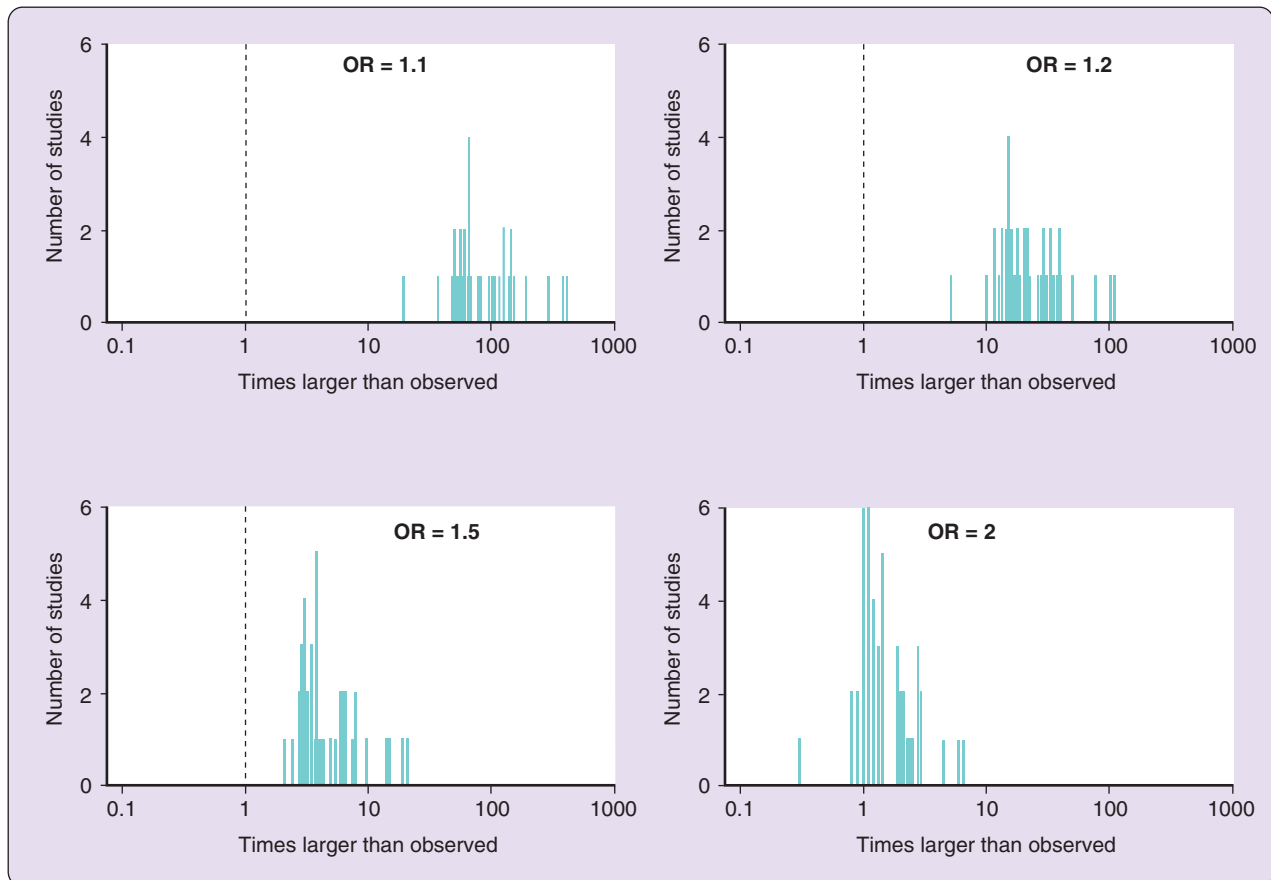 OR = 1.1
Number of studies
6
4
2
0
0.1 1 10 100 1000
Times larger than observed
OR = 1.2
Number of studies
6
4
2
0
0.1 1 10 100 1000
Times larger than observed
OR = 1.5
Number of studies
6
4
2
0
0.1 1 10 100 1000
Times larger than observed
OR = 2
Number of studies
6
4
2
0
0.1 1 10 100 1000
Times larger than observed